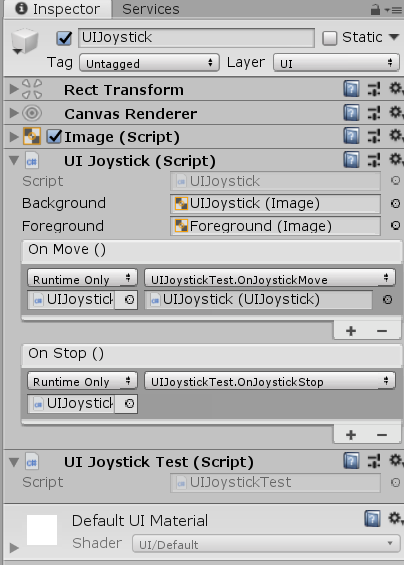 Inspector Services
UIJoystick Static
Tag Untagged Layer UI
Rect Transform
Canvas Renderer
Image (Script)
UI Joystick (Script)
Script UIJoystick
Background UIJoystick (Image)
Foreground Foreground (Image)
On Move ()
Runtime Only UIJoystickTest.OnJoystickMove
UIJoystick UIJoystick (UIJoystick)
On Stop ()
Runtime Only UIJoystickTest.OnJoystickStop
UIJoystick
UI Joystick Test (Script)
Script UIJoystickTest
Default UI Material
Shader UI/Default